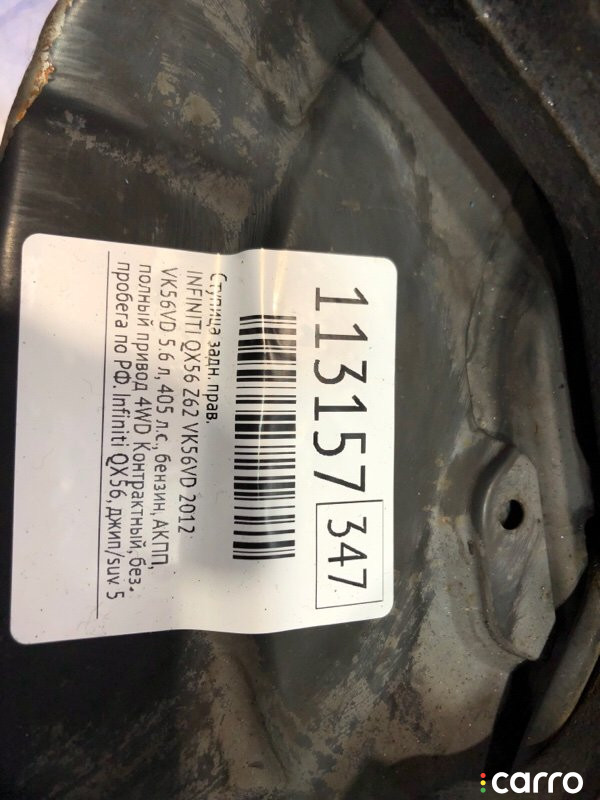 113157 347
Ступица задн. прав.
INFINITI QX56 Z62 VK56VD 2012
VK56VD 5.6 л, 405 л.с., бензин, АКПП,
полный привод 4WD Контрактный, без
пробега по РФ. Infiniti QX56, джип/suv 5
carro